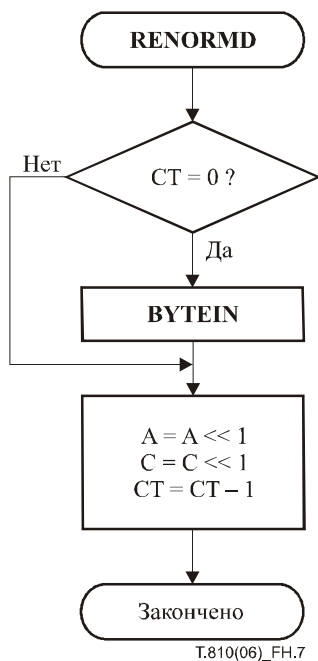 RENORMD
CT = 0 ?
Нет
Да
BYTEIN
A = A << 1
C = C << 1
CT = CT – 1
Закончено
T.810(06)_FH.7